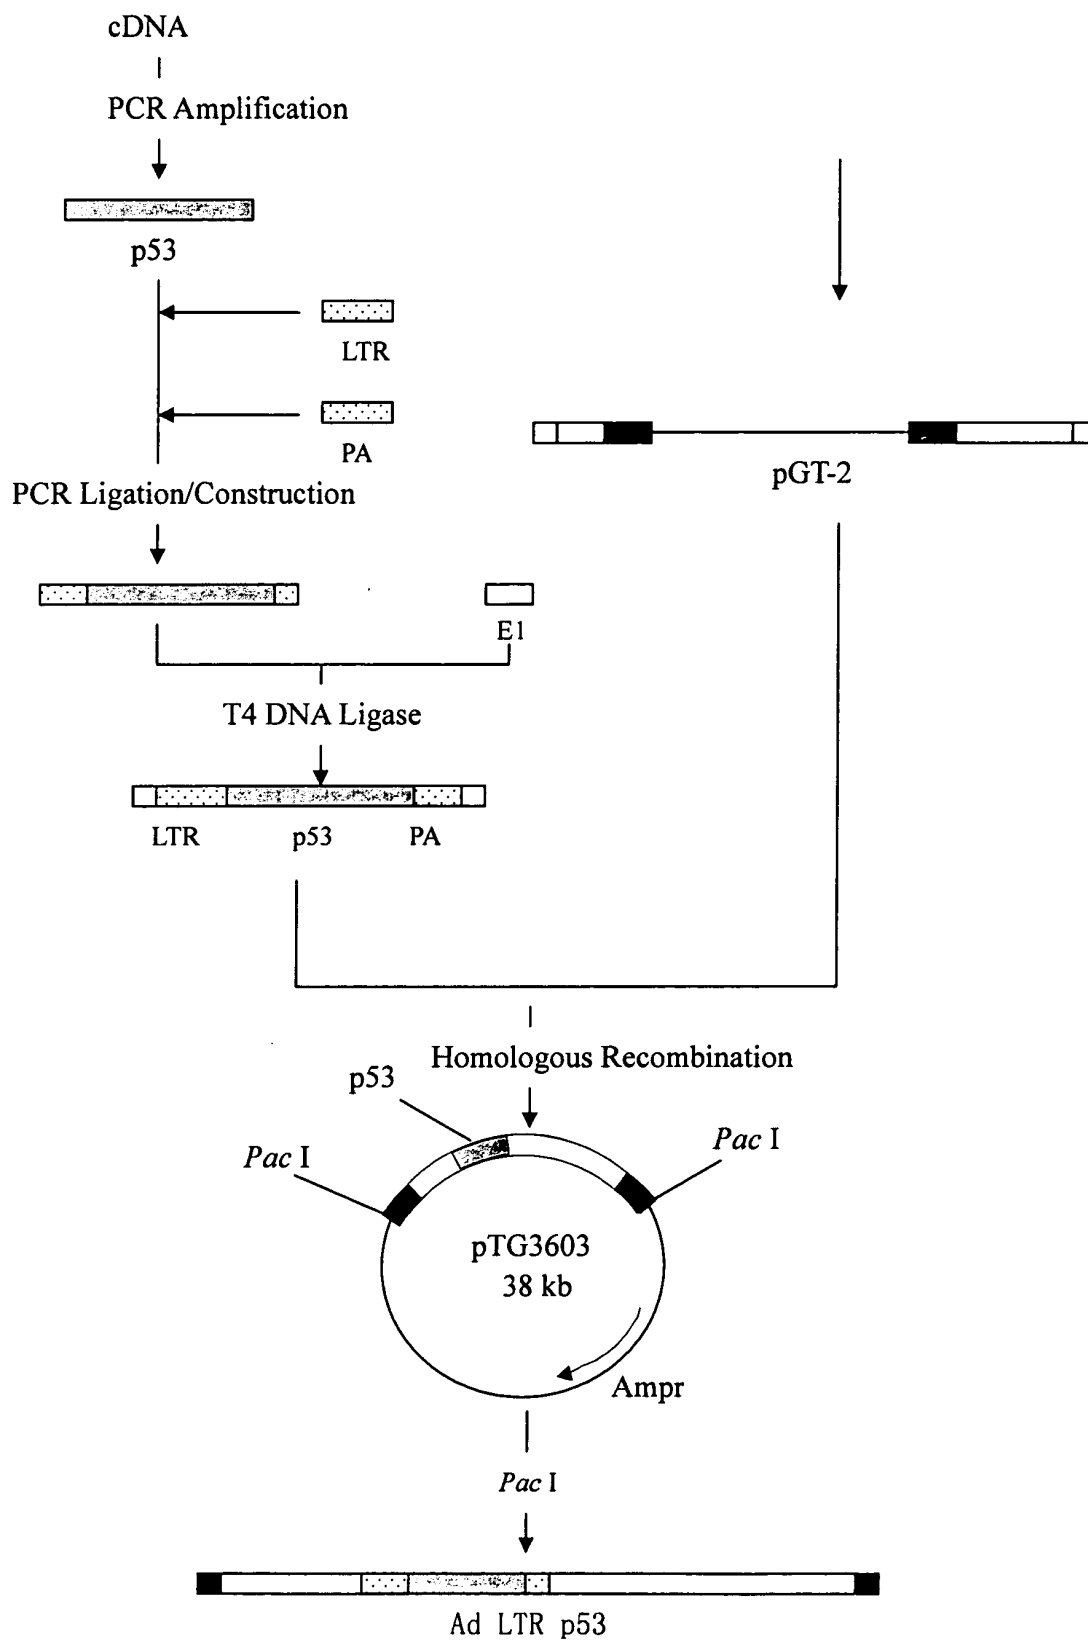 cDNA
PCR Amplification
p53
LTR
PA
pGT-2
PCR Ligation/Construction
E1
T4 DNA Ligase
LTR p53 PA
Homologous Recombination
p53
Pac I
Pac I
pTG3603
38 kb
Ampr
Pac I
Ad LTR p53